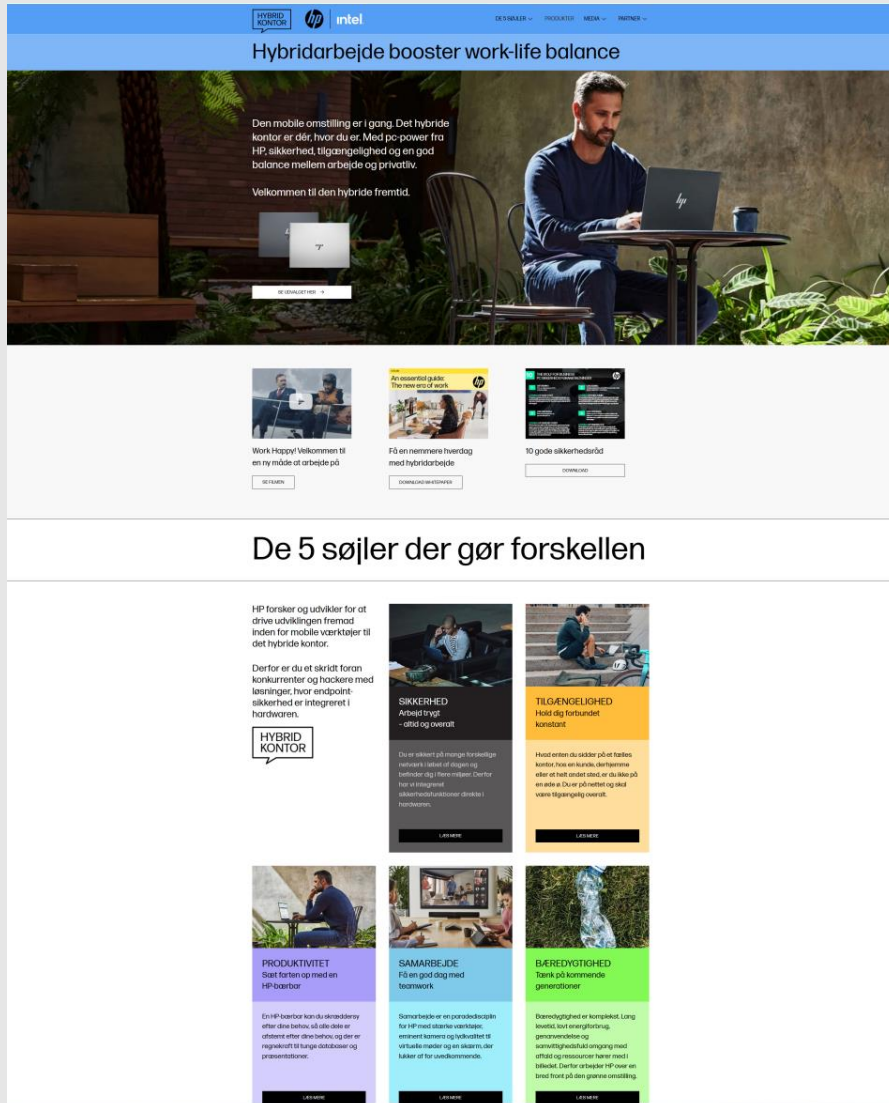 HYBRID
KONTOR
hp
intel
DE 5 SØJLER
PRODUKTER
MEDIA
PARTNER
Hybridarbejde booster work-life balance
Den mobile omstilling er i gang. Det hybride
kontor er dér, hvor du er. Med pc-power fra
HP, sikkerhed, tilgængelighed og en god
balance mellem arbejde og privatliv.
Velkommen til den hybride fremtid.
SE UDVALGET HER →
An essential guide:
The new era of work
hp
Work Happy! Velkommen til
en ny måde at arbejde på
SE FILMEN
Få en nemmere hverdag
med hybridarbejde
DOWNLOAD WHITEPAPER
10 gode sikkerhedsråd
DOWNLOAD
De 5 søjler der gør forskellen
HP forsker og udvikler for at
drive udviklingen fremad
inden for mobile værktøjer til
det hybride kontor.
Derfor er du et skridt foran
konkurrenter og hackere med
løsninger, hvor endpoint-
sikkerhed er integreret i
hardwaren.
HYBRID
KONTOR
SIKKERHED
Arbejd trygt
– altid og overalt
Du er sikkert på mange forskellige
netværk i løbet af dagen og
befinder dig i flere miljøer. Derfor
har vi integreret
sikkerhedsfunktioner direkte i
hardwaren.
LÆS MERE
TILGÆNGELIGHED
Hold dig forbundet
konstant
Hvad enten du sidder på et fælles
kontor, hos en kunde, derhjemme
eller et helt andet sted, er du ikke på
en øde ø. Du er på nettet og skal
være tilgængelig overalt.
LÆS MERE
PRODUKTIVITET
Sæt farten op med en
HP-bærbar
En HP-bærbar kan du skræddersy
efter dine behov, så alle dele er
afstemt efter dine behov, og der er
regnekraft til tunge databaser og
præsentationer.
LÆS MERE
SAMARBEJDE
Få en god dag med
teamwork
Samarbejde er en paradedisciplin
for HP med stærke værktøjer,
eminent kamera og lydkvalitet til
virtuelle møder og en skærm, der
lukker af for uvedkommende.
LÆS MERE
BÆREDYGTIGHED
Tænk på kommende
generationer
Bæredygtighed er komplekst. Lang
levetid, lavt energiforbrug,
genanvendelse og
samvittighedsfuld omgang med
affald og ressourcer hører med i
billedet. Derfor arbejder HP over en
bred front på den grønne omstilling.
LÆS MERE